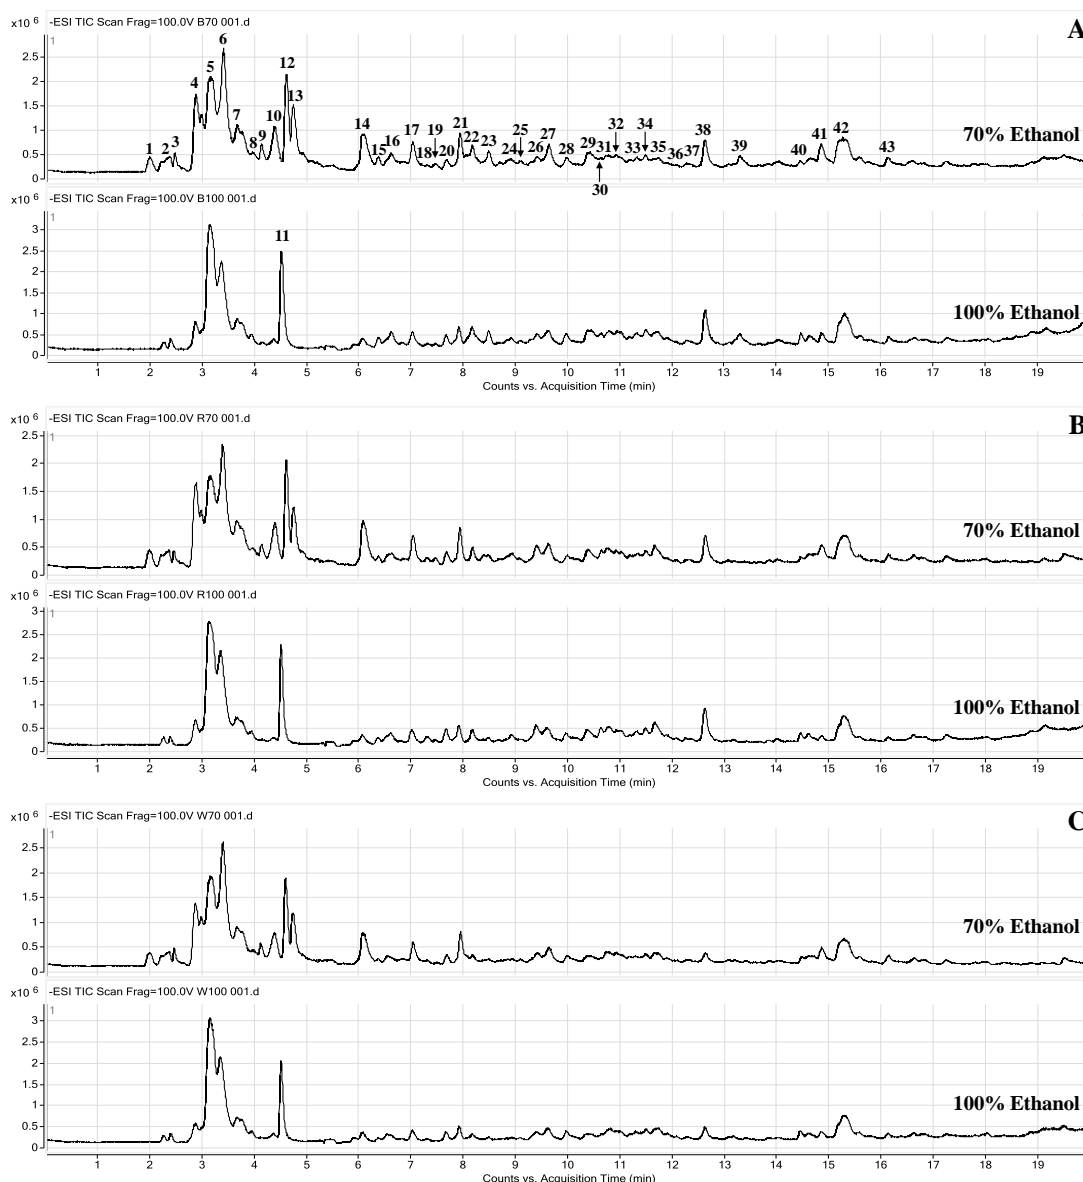 x10 6 -ESI TIC Scan Frag=100.0V B70 001.d A
1
6
2.5
12
5
2 4
13
1.5
7 10
32 34
14 17 19 21 25 38 41 42
1
8 9 16 22 23 27 39 70% Ethanol
1 2 3 15 18 20 24 26 28 29 31 33 35 36 37 40 43
0.5
0
30
x10 6 -ESI TIC Scan Frag=100.0V B100 001.d
1
3
11
2.5
2
1.5
100% Ethanol
1
0.5
0
1 2 3 4 5 6 7 8 9 10 11 12 13 14 15 16 17 18 19
Counts vs. Acquisition Time (min)
x10 6 -ESI TIC Scan Frag=100.0V R70 001.d B
2.5 1
2
1.5
70% Ethanol
1
0.5
0
x10 6 -ESI TIC Scan Frag=100.0V R100 001.d
3 1
2.5
2
1.5
100% Ethanol
1
0.5
0
1 2 3 4 5 6 7 8 9 10 11 12 13 14 15 16 17 18 19
Counts vs. Acquisition Time (min)
x10 6 -ESI TIC Scan Frag=100.0V W70 001.d C
1
2.5
2
1.5
70% Ethanol
1
0.5
0
x10 6 -ESI TIC Scan Frag=100.0V W100 001.d
1
3
2.5
2
1.5
100% Ethanol
1
0.5
0
1 2 3 4 5 6 7 8 9 10 11 12 13 14 15 16 17 18 19
Counts vs. Acquisition Time (min)